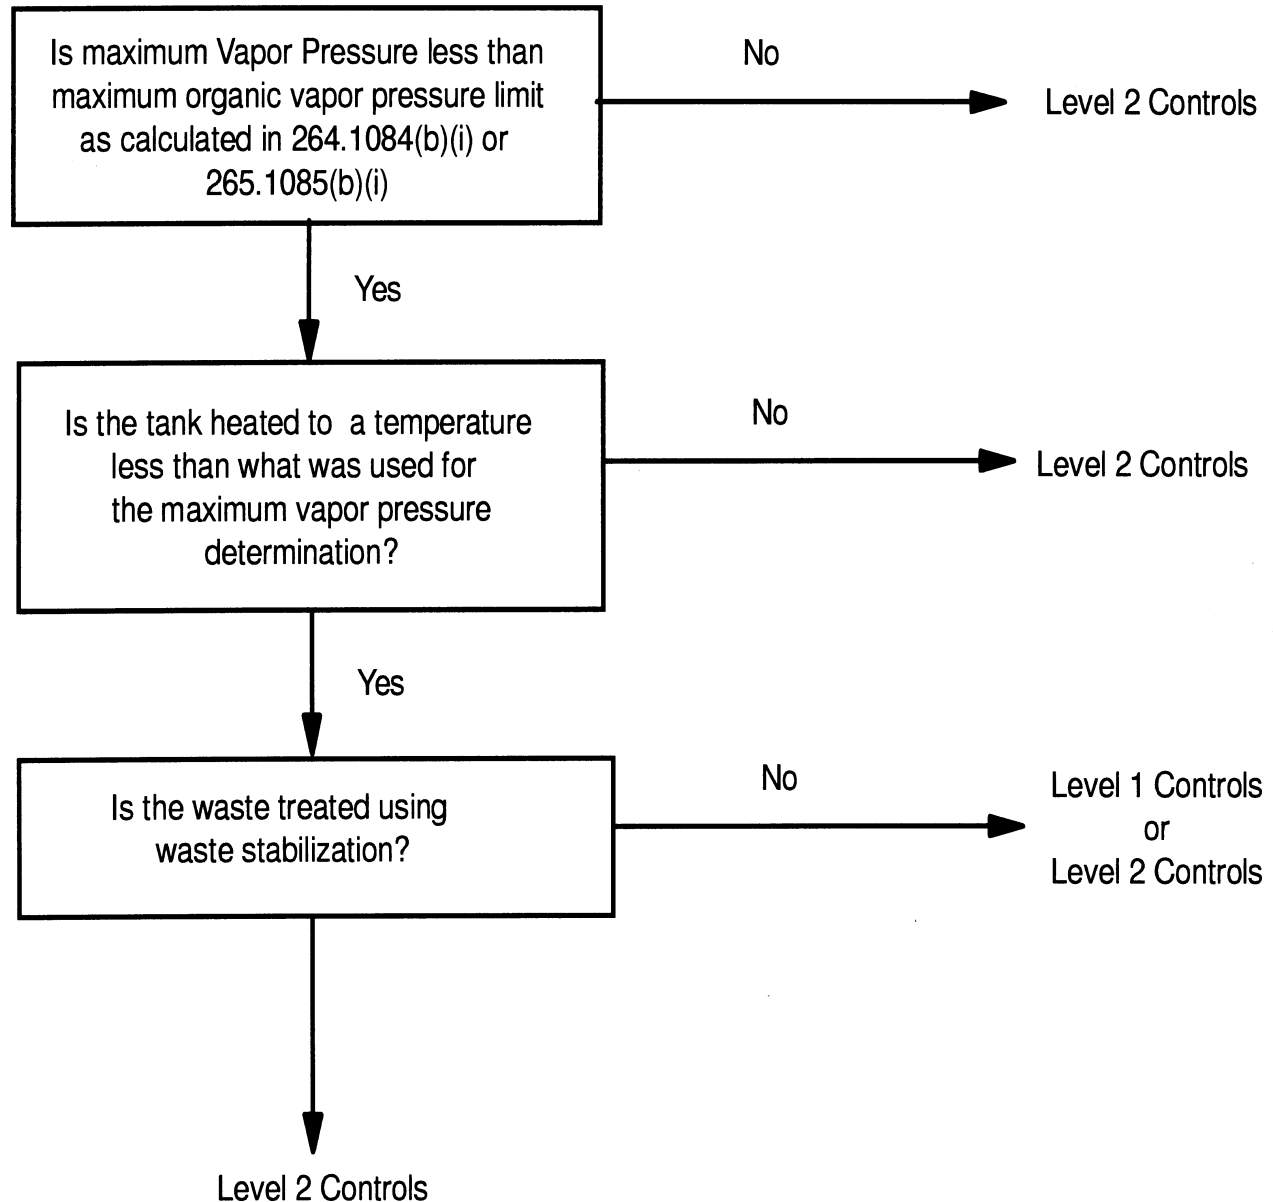 Is maximum Vapor Pressure less than
maximum organic vapor pressure limit
as calculated in 264.1084(b)(i) or
265.1085(b)(i)
No
Level 2 Controls
Yes
Is the tank heated to a temperature
less than what was used for
the maximum vapor pressure
determination?
No
Level 2 Controls
Yes
Is the waste treated using
waste stabilization?
No
Level 1 Controls
or
Level 2 Controls
Level 2 Controls